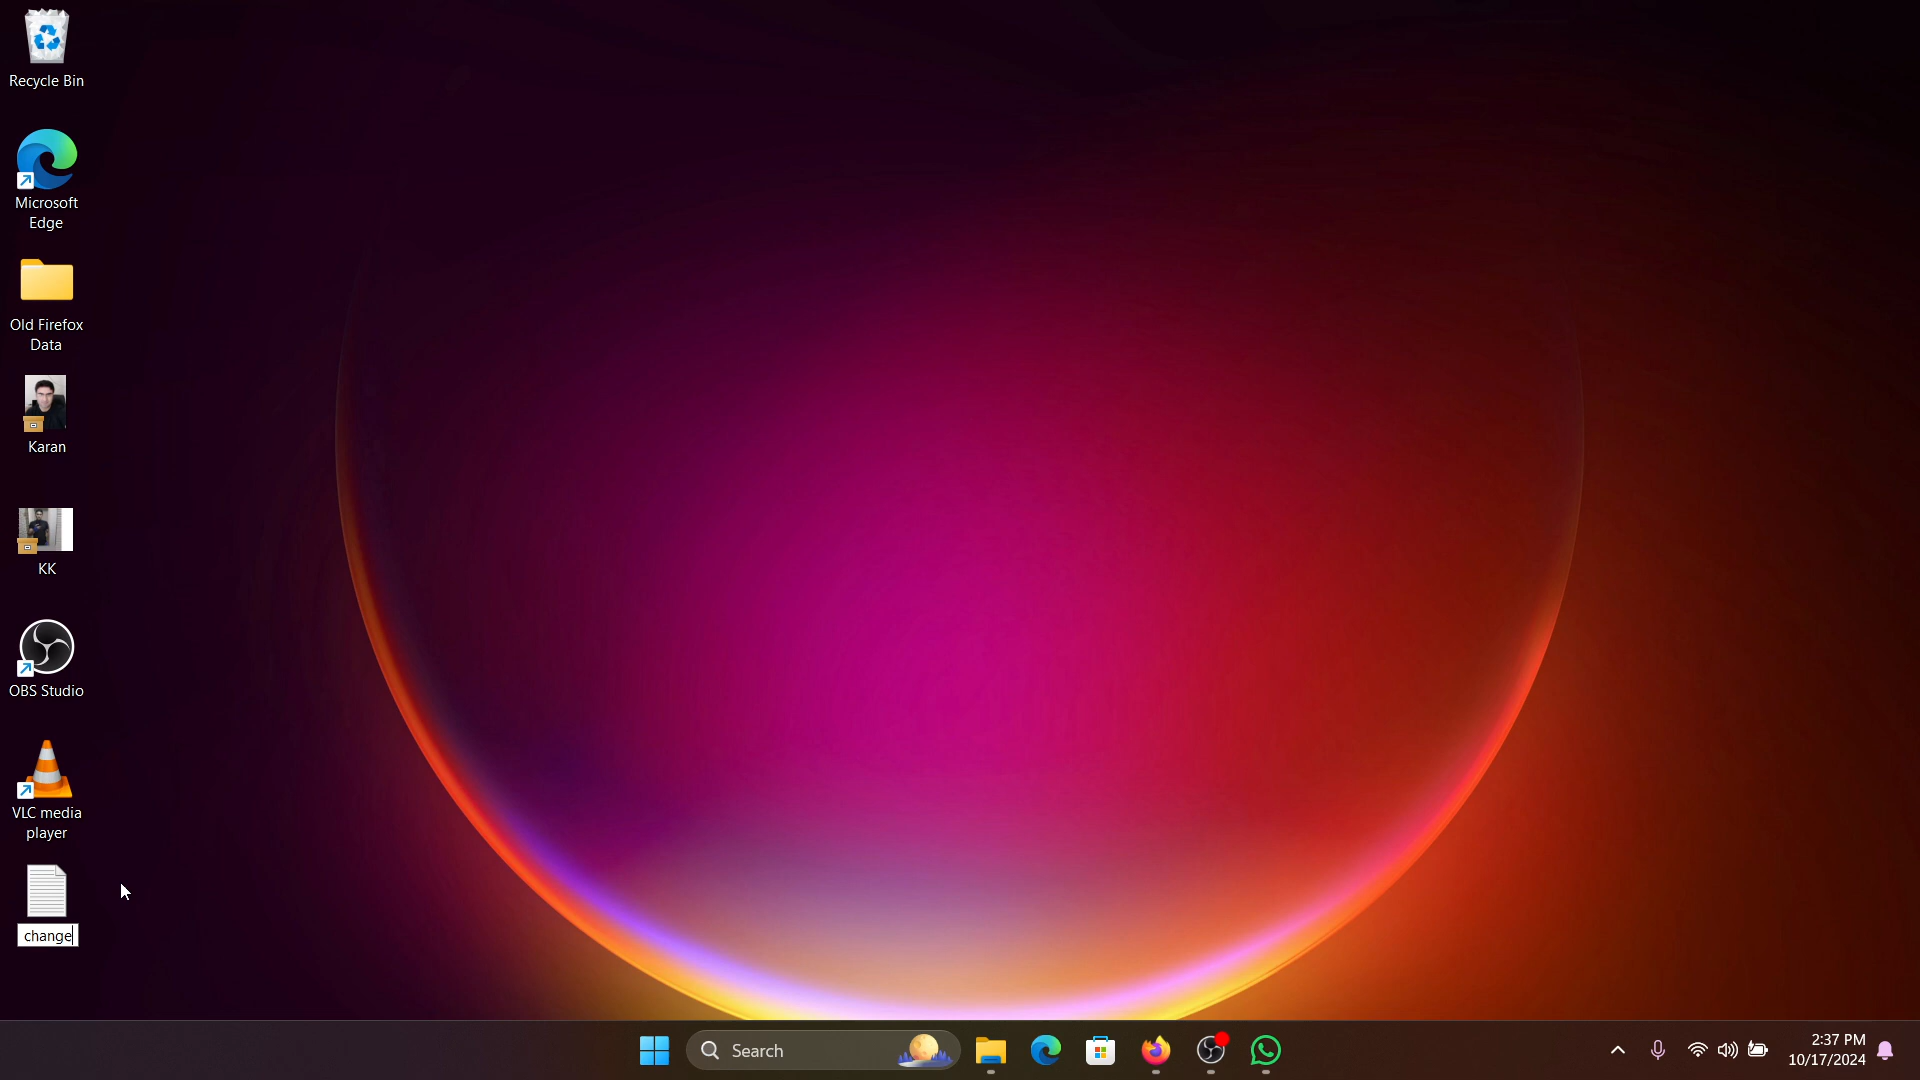 Recycle Bin
Microsoft
Edge
Old Firefox
Data
Karan
KK
OBS Studio
VLC media
player
change
Search
2:37 PM
10/17/2024